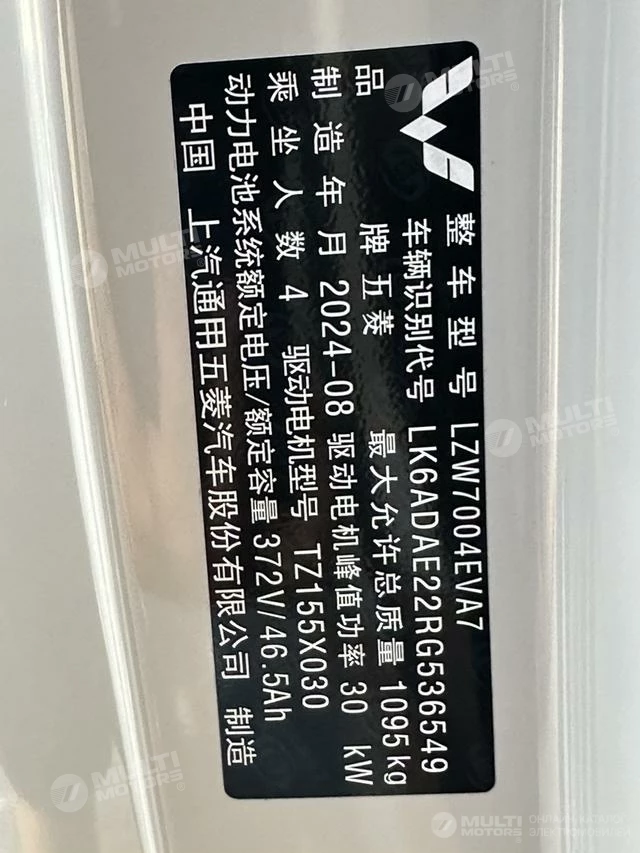 整车型号 LZW7004EVA7
车辆识别代号 LK6ADAE22RG536549
品牌 五菱 最大允许总质量 1095kg
制造年月 2024-08 驱动电机峰值功率 30 kW
乘坐人数 4 驱动电机型号 TZ155X030
动力电池系统额定电压/额定容量 372V/46.5Ah
中国 上汽通用五菱汽车股份有限公司 制造
MULTI MOTORS®
MULTI MOTORS®
MULTI MOTORS®
MULTI MOTORS®
MULTI MOTORS
ОНЛАЙН-КАТАЛОГ
ЭЛЕКТРОМОБИЛЕЙ